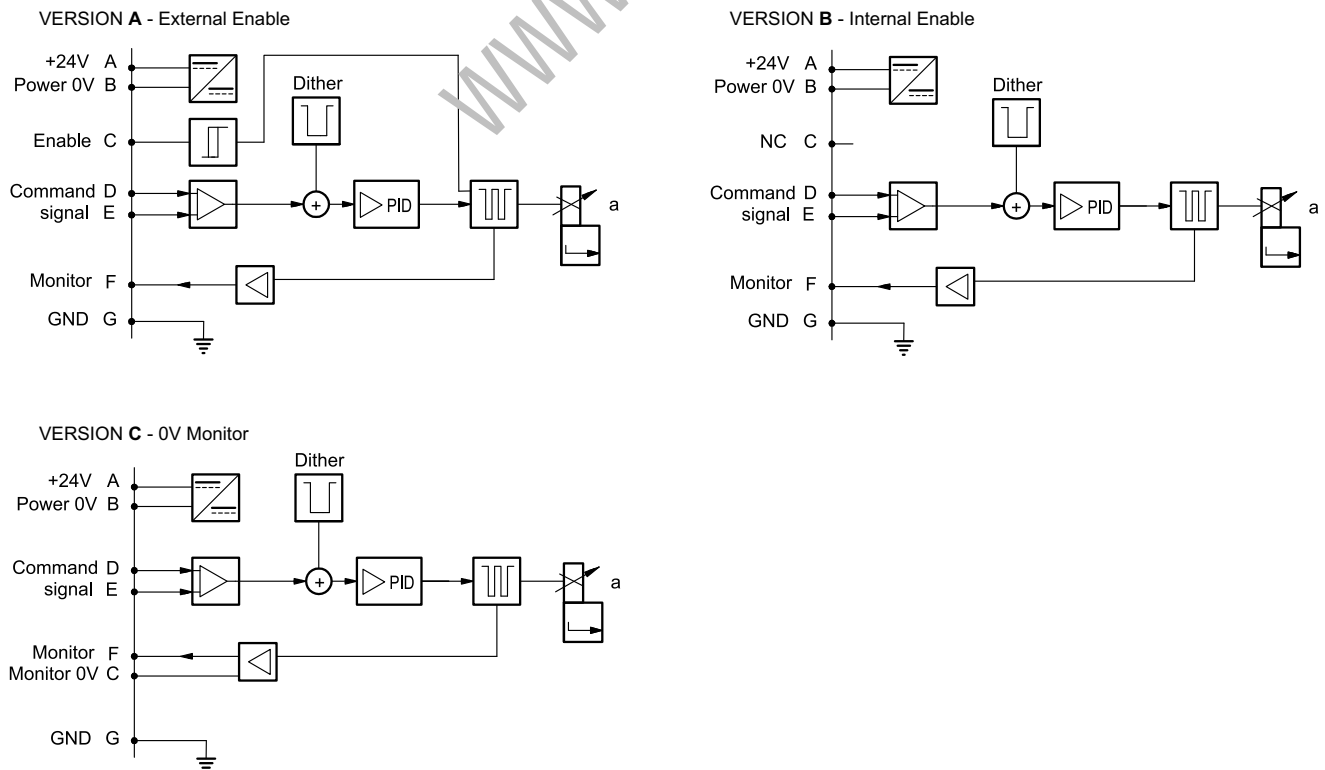 VERSION A - External Enable
+24V A
Power 0V B
Enable C
Command D
signal E
Monitor F
GND G
Dither
+
PID
a
VERSION B - Internal Enable
+24V A
Power 0V B
NC C
Command D
signal E
Monitor F
GND G
Dither
+
PID
a
VERSION C - 0V Monitor
+24V A
Power 0V B
Command D
signal E
Monitor F
Monitor 0V C
GND G
Dither
+
PID
a